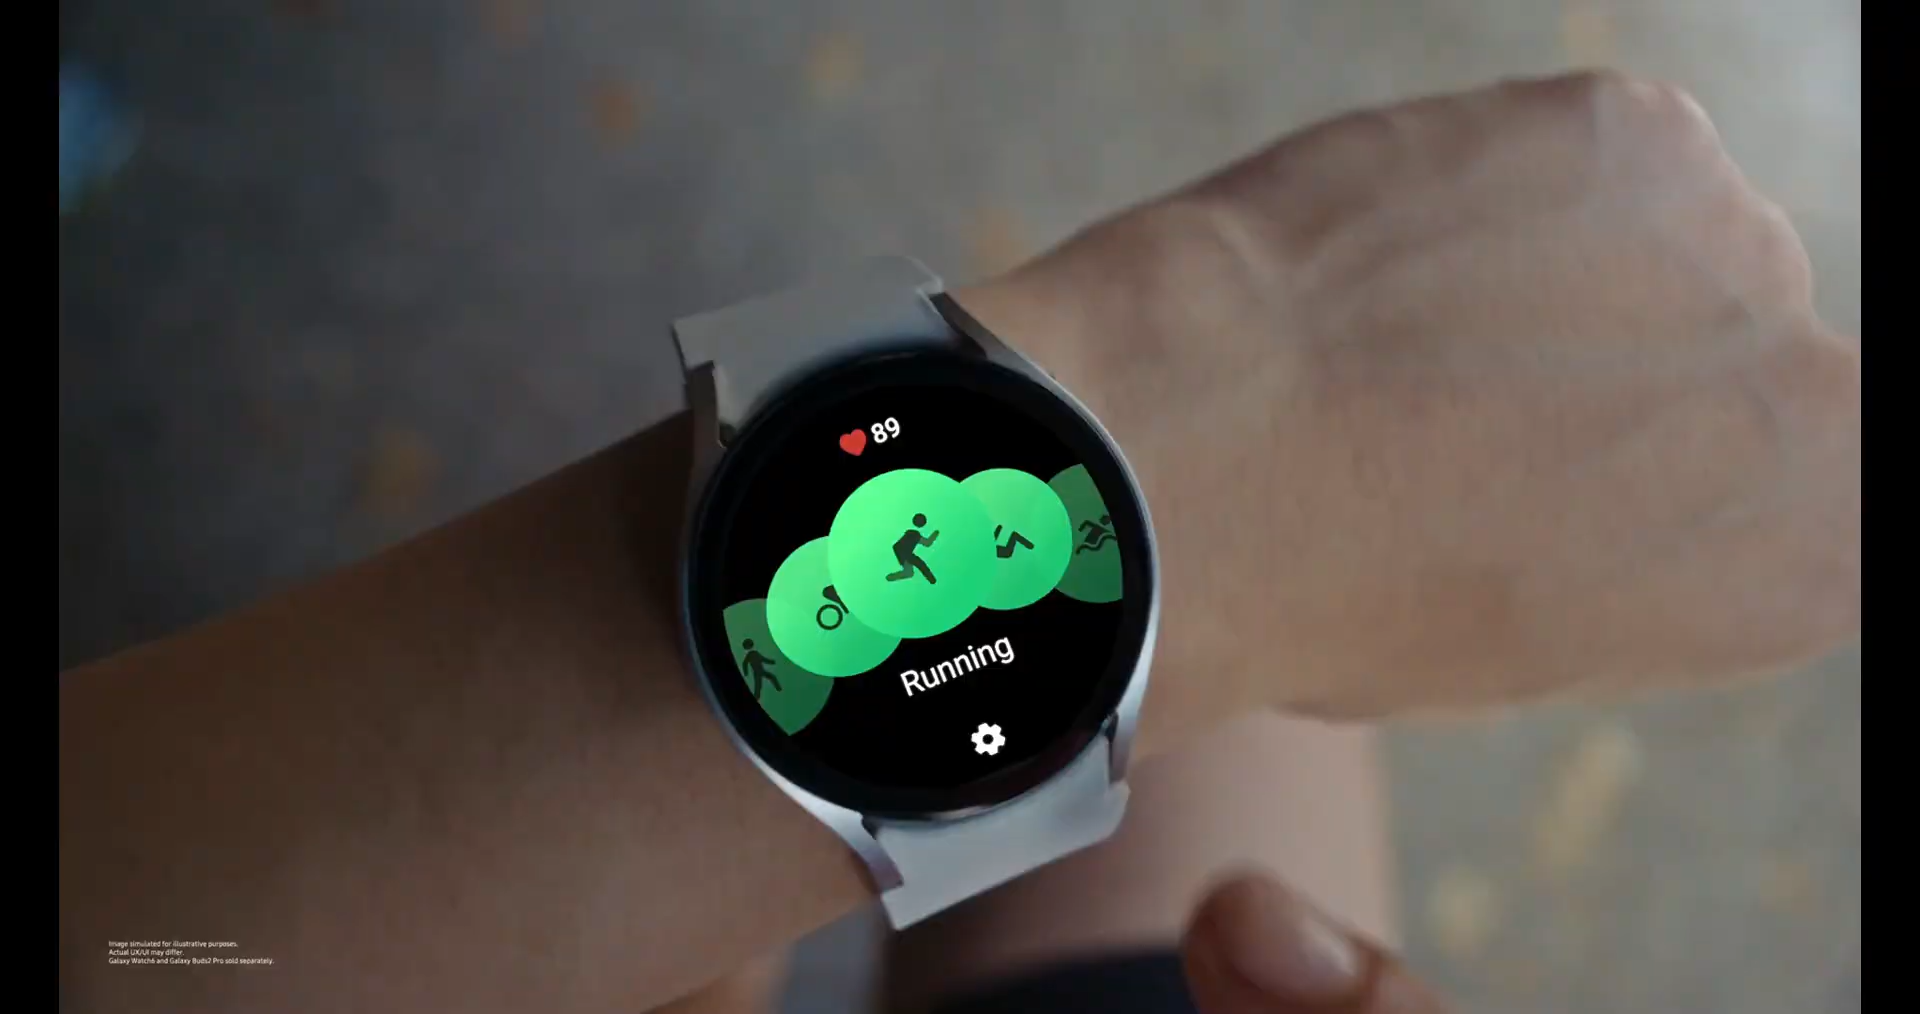 89
Running
Image simulated for illustrative purposes.
Actual UX/UI may differ.
Galaxy Watch6 and Galaxy Buds2 Pro sold separately.